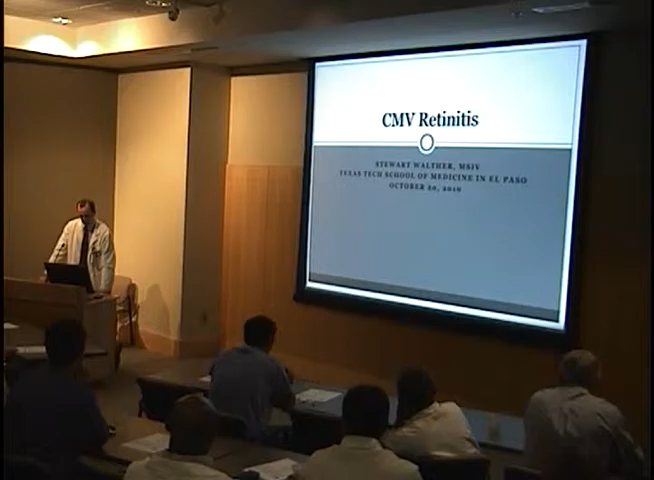 CMV Retinitis
STEWART WALTHER, MSIV
TEXAS TECH SCHOOL OF MEDICINE IN EL PASO
OCTOBER 20, 2010